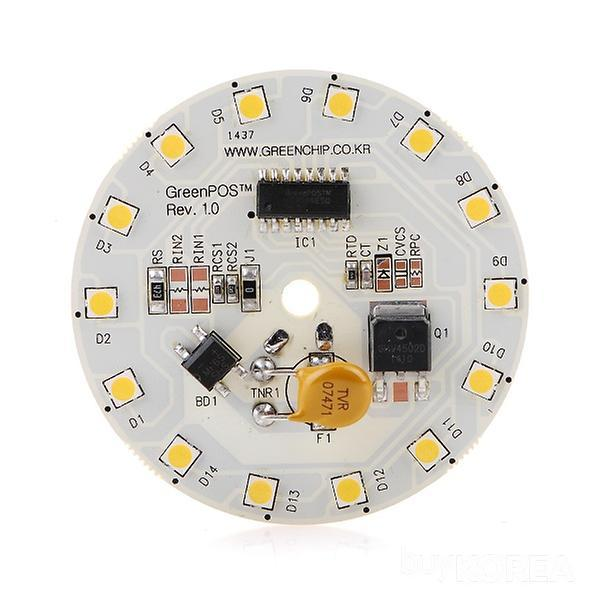 D6
D5
D7
1437
WWW.GREENCHIP.CO.KR
D4
D8
GreenPOS™
Rev. 1.0
D3
IC1
RS
RIN2
RIN1
RCS1
RCS2
J1
RTD
CT
Z1
CVCS
RPC
D9
423
0
D2
Q1
D10
BD1
TNR1
TVR
07471
F1
D1
D11
D14
D13
D12
buyKOREA